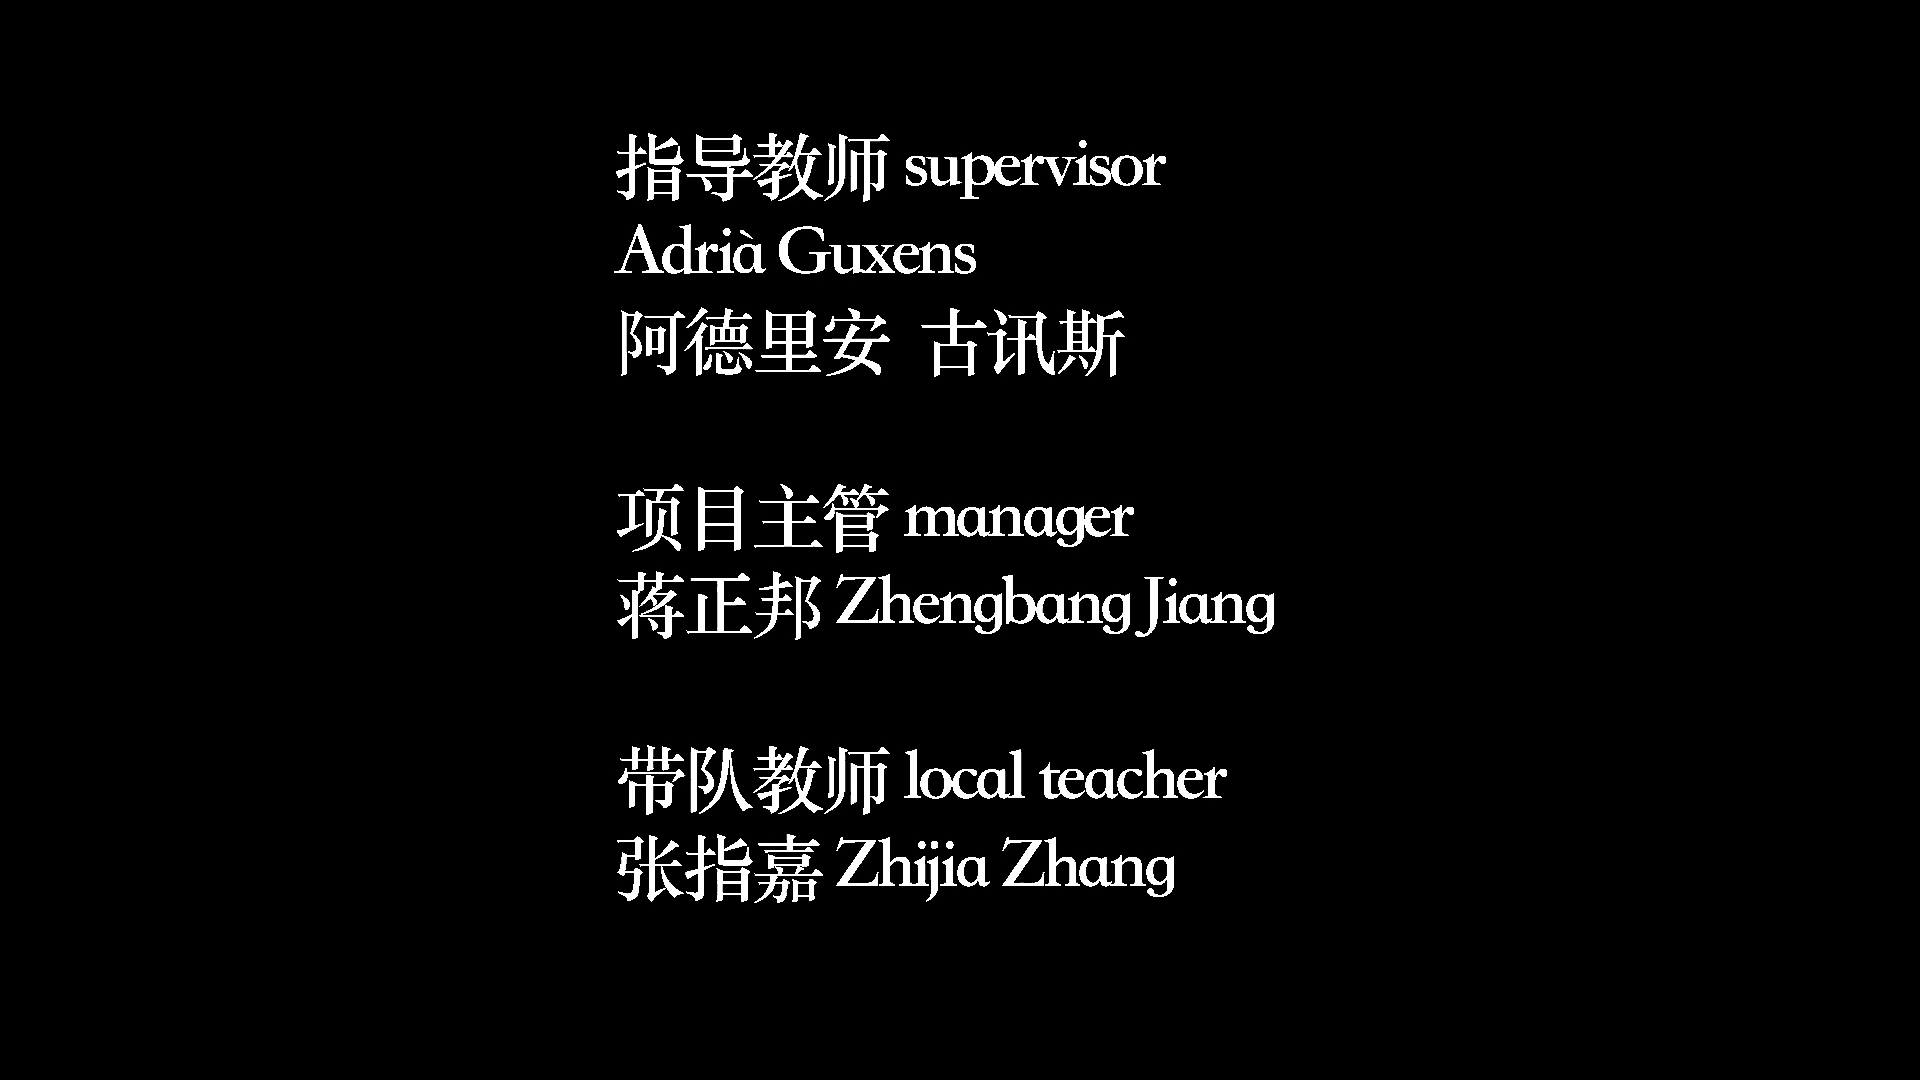 指导教师 supervisor
Adrià Guxens
阿德里安 古讯斯
项目主管 manager
蒋正邦 Zhengbang Jiang
带队教师 local teacher
张指嘉 Zhijia Zhang